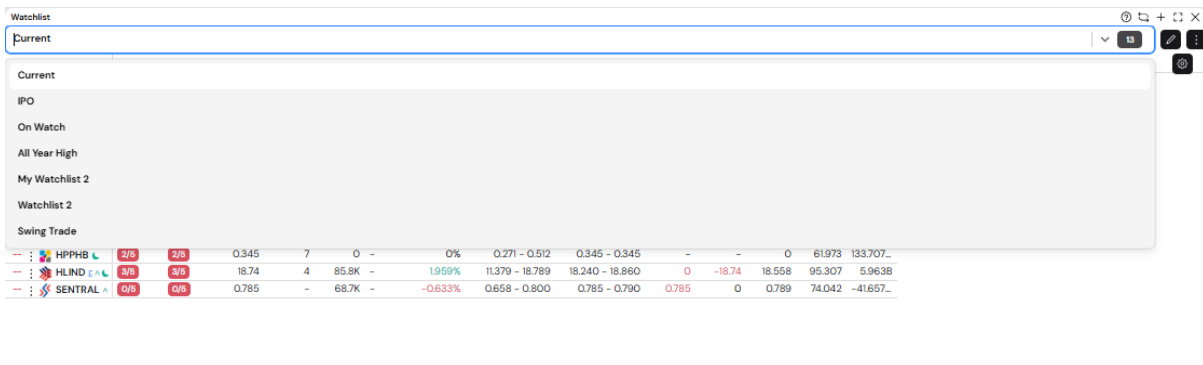 Watchlist
Current 13
Current
IPO
On Watch
All Year High
My Watchlist 2
Watchlist 2
Swing Trade
HPPHB 2/5 2/5 0.345 7 0 - 0% 0.271 - 0.512 0.345 - 0.345 - - 0 61.973 133.707...
HLIND E ^ 3/5 3/5 18.74 4 85.8K - 1.959% 11.379 - 18.789 18.240 - 18.860 0 -18.74 18.558 95.307 5.963B
SENTRAL ^ 0/5 0/5 0.785 - 68.7K - -0.633% 0.658 - 0.800 0.785 - 0.790 0.785 0 0.789 74.042 -41.657...